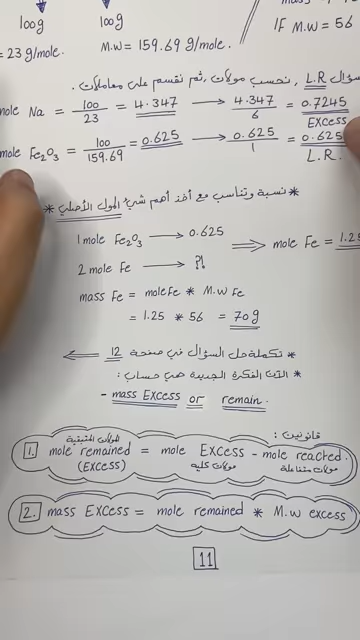 100g 100g
= 23 g/mole. M.W = 159.69 g/mole. IF M.W = 56
سؤال L.R، نحسب مولات، ثم نقسم على معاملات.
mole Na = 100/23 = 4.347 → 4.347/6 = 0.7245
EXCess
mole Fe2O3 = 100/159.69 = 0.625 → 0.625/1 = 0.625
L.R.
* نسبة وتناسب مع أخذ أهم شيء المول الأصلي *
1 mole Fe2O3 → 0.625 ⟹ mole Fe = 1.25
2 mole Fe → ?!
mass Fe = mole Fe * M.W Fe
= 1.25 * 56 = 70 g
* تكملة حل السؤال في صفحة 12 ←
* الآن الفكرة الجديدة هي حساب :
- mass EXCess or remain.
قانونين :
المولات المتبقية
1. mole remained = mole EXCess - mole reacted.
(EXCess) مولات كلية مولات متفاعلة
2. mass EXCess = mole remained * M.W excess
11